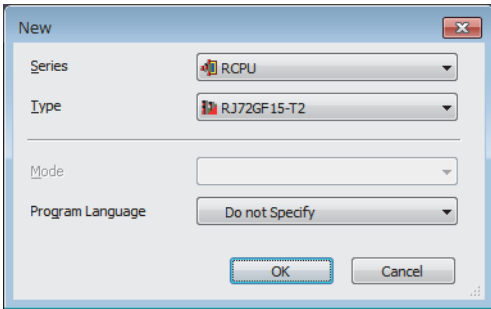 New
Series RCPU
Type RJ72GF15-T2
Mode
Program Language Do not Specify
OK Cancel